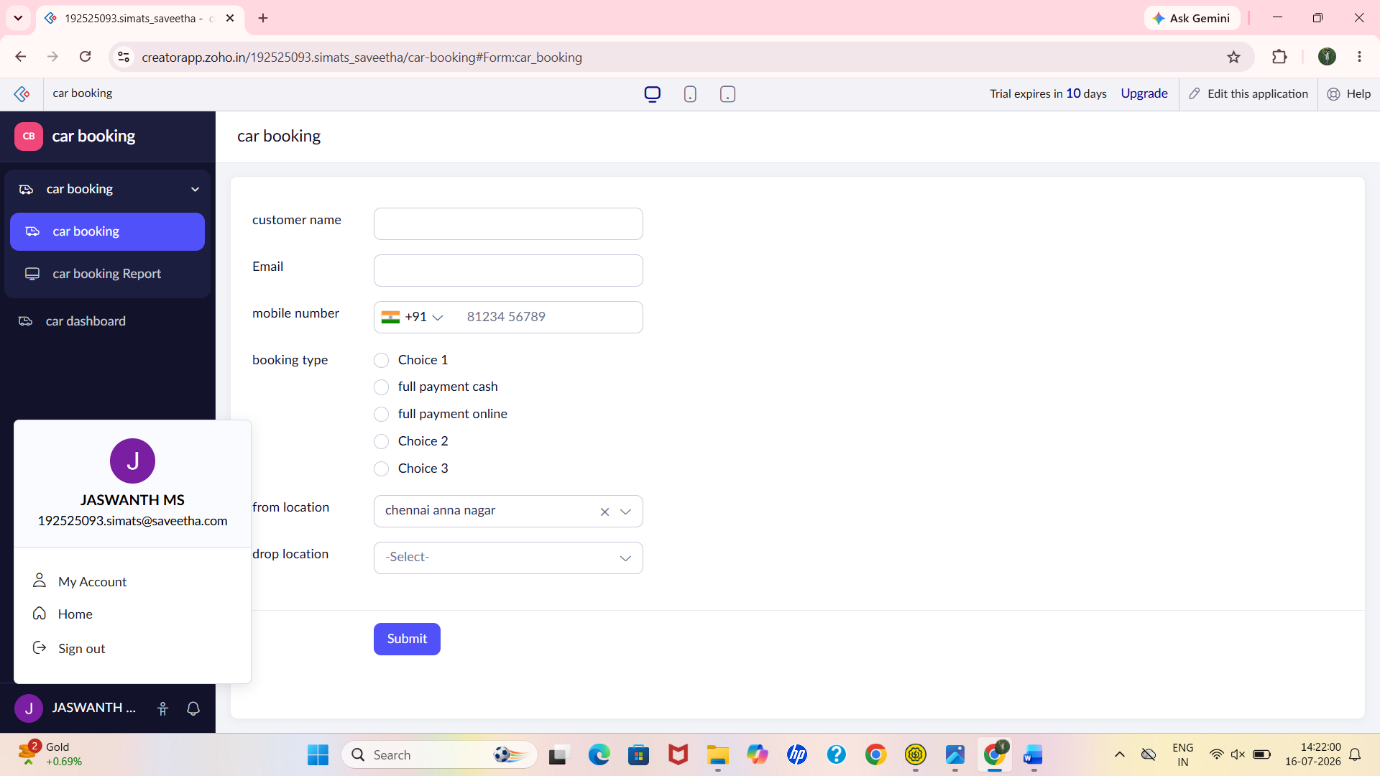 192525093.simats_saveetha - c
Ask Gemini
creatorapp.zoho.in/192525093.simats_saveetha/car-booking#Form:car_booking
car booking
Trial expires in 10 days
Upgrade
Edit this application
Help
CB
car booking
car booking
car booking
car booking
car booking Report
car dashboard
customer name
Email
mobile number
+91
81234 56789
booking type
Choice 1
full payment cash
full payment online
Choice 2
Choice 3
from location
chennai anna nagar
drop location
-Select-
Submit
J
JASWANTH MS
192525093.simats@saveetha.com
My Account
Home
Sign out
J
JASWANTH ...
2
Gold
+0.69%
Search
hp
ENG
IN
14:22:00
16-07-2026